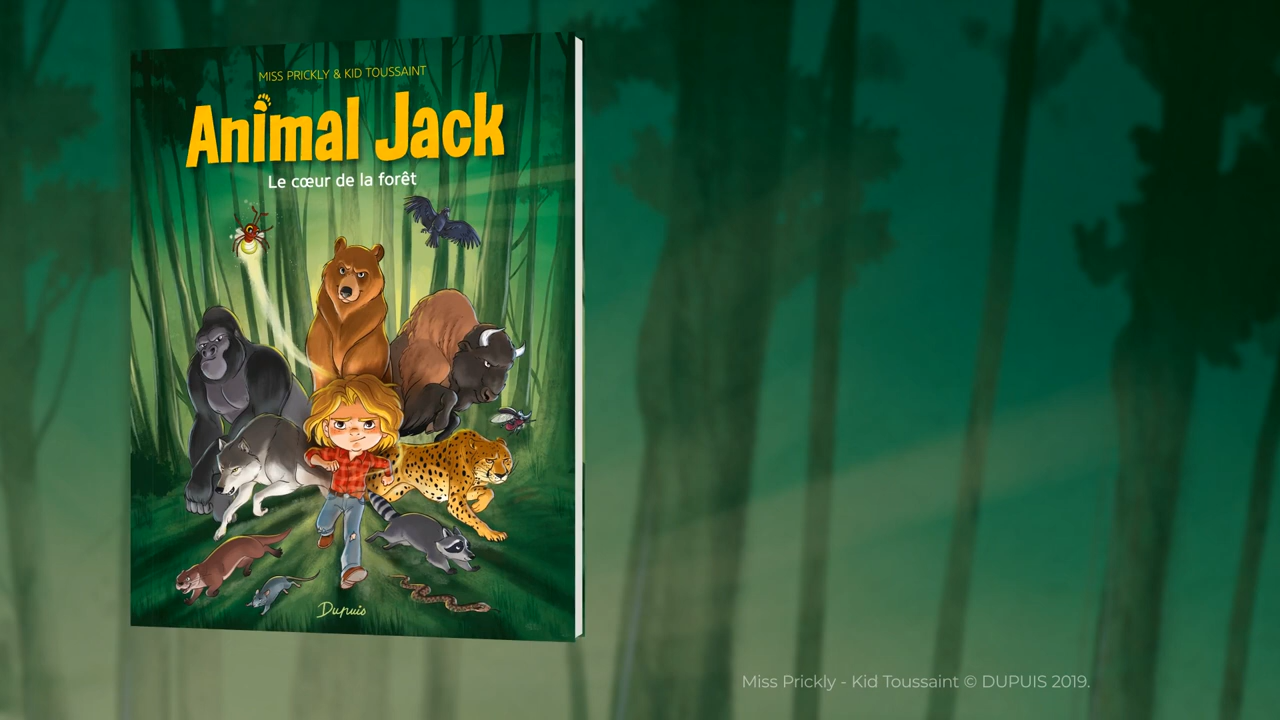 MISS PRICKLY & KID TOUSSAINT
Animal Jack
Le cœur de la forêt
Dupuis
Miss Prickly - Kid Toussaint © DUPUIS 2019.